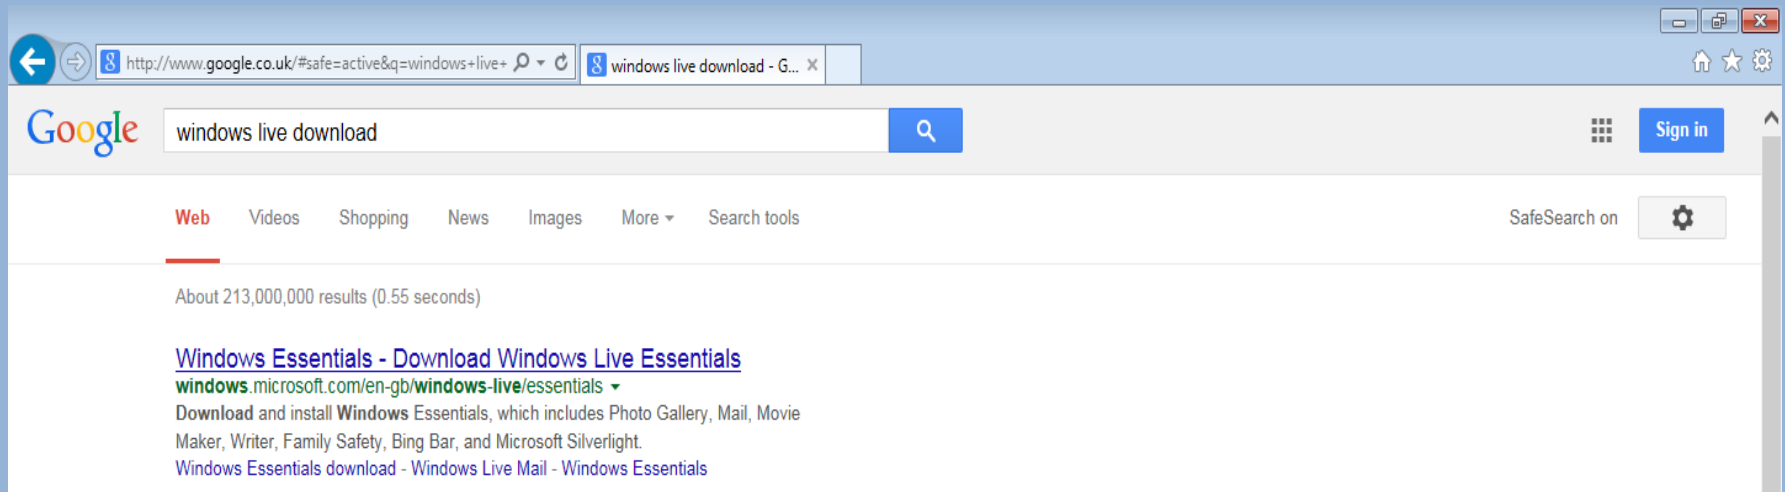 http://www.google.co.uk/#safe=active&q=windows+live+
windows live download - G...
Google
windows live download
Sign in
Web Videos Shopping News Images More Search tools
SafeSearch on
About 213,000,000 results (0.55 seconds)
Windows Essentials - Download Windows Live Essentials
windows.microsoft.com/en-gb/windows-live/essentials
Download and install Windows Essentials, which includes Photo Gallery, Mail, Movie
Maker, Writer, Family Safety, Bing Bar, and Microsoft Silverlight.
Windows Essentials download - Windows Live Mail - Windows Essentials